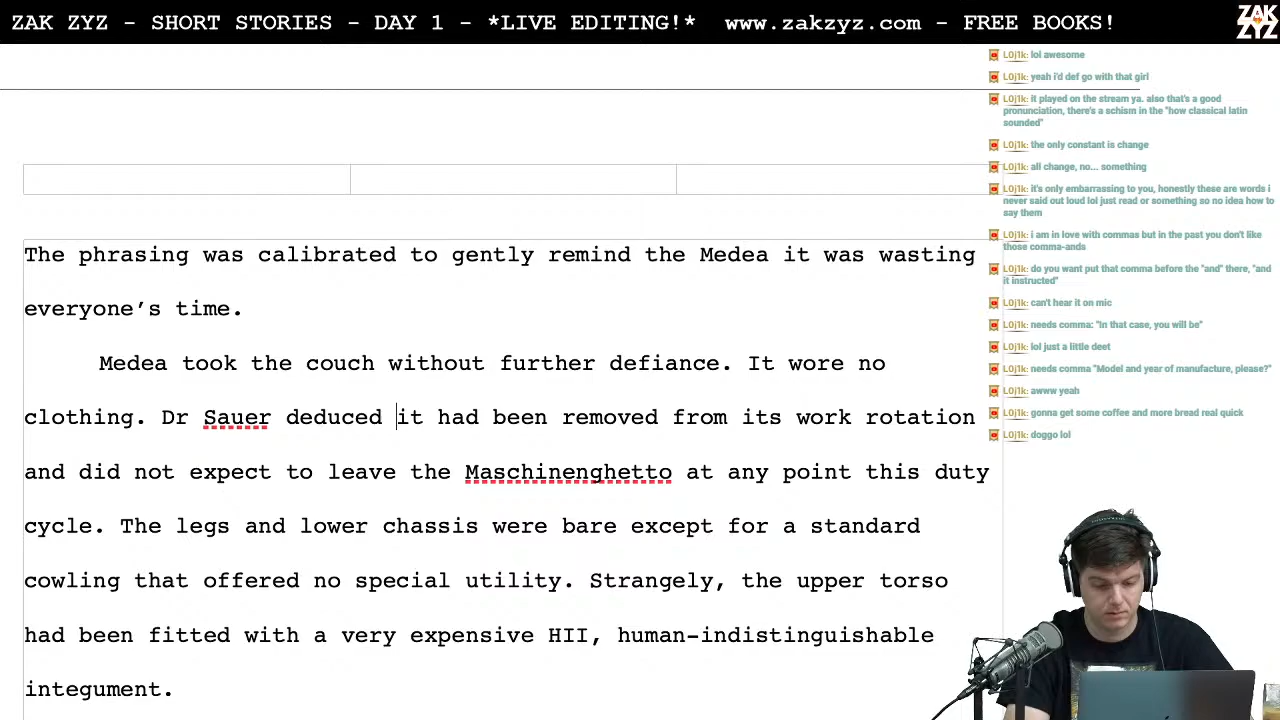 ZAK ZYZ - SHORT STORIES - DAY 1 - *LIVE EDITING!*  www.zakzyz.com - FREE BOOKS!
ZAK
ZYZ
The phrasing was calibrated to gently remind the Medea it was wasting
everyone’s time.
Medea took the couch without further defiance. It wore no
clothing. Dr Sauer deduced it had been removed from its work rotation
and did not expect to leave the Maschinenghetto at any point this duty
cycle. The legs and lower chassis were bare except for a standard
cowling that offered no special utility. Strangely, the upper torso
had been fitted with a very expensive HII, human-indistinguishable
integument.
L0j1k: lol awesome
L0j1k: yeah i'd def go with that girl
L0j1k: it played on the stream ya. also that's a good
pronunciation, there's a schism in the "how classical latin
sounded"
L0j1k: the only constant is change
L0j1k: all change, no... something
L0j1k: it's only embarrassing to you, honestly these are words i
never said out loud lol just read or something so no idea how to
say them
L0j1k: i am in love with commas but in the past you don't like
those comma-ands
L0j1k: do you want put that comma before the "and" there, "and
it instructed"
L0j1k: can't hear it on mic
L0j1k: needs comma: "In that case, you will be"
L0j1k: lol just a little deet
L0j1k: needs comma "Model and year of manufacture, please?"
L0j1k: awww yeah
L0j1k: gonna get some coffee and more bread real quick
L0j1k: doggo lol